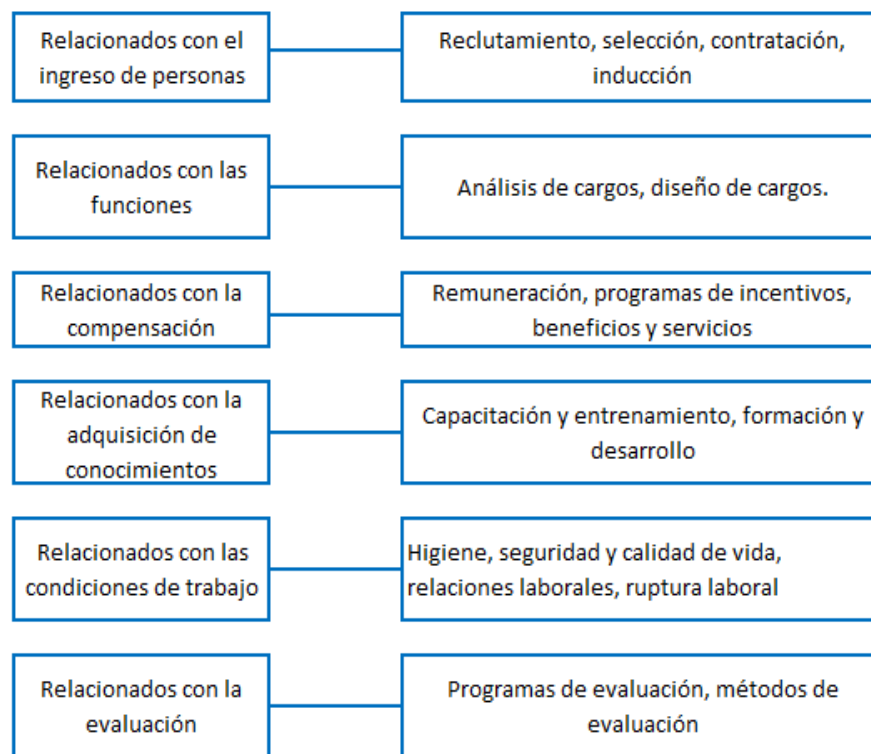 Relacionados con el
ingreso de personas
Reclutamiento, selección, contratación,
inducción
Relacionados con las
funciones
Análisis de cargos, diseño de cargos.
Relacionados con la
compensación
Remuneración, programas de incentivos,
beneficios y servicios
Relacionados con la
adquisición de
conocimientos
Capacitación y entrenamiento, formación y
desarrollo
Relacionados con las
condiciones de trabajo
Higiene, seguridad y calidad de vida,
relaciones laborales, ruptura laboral
Relacionados con la
evaluación
Programas de evaluación, métodos de
evaluación